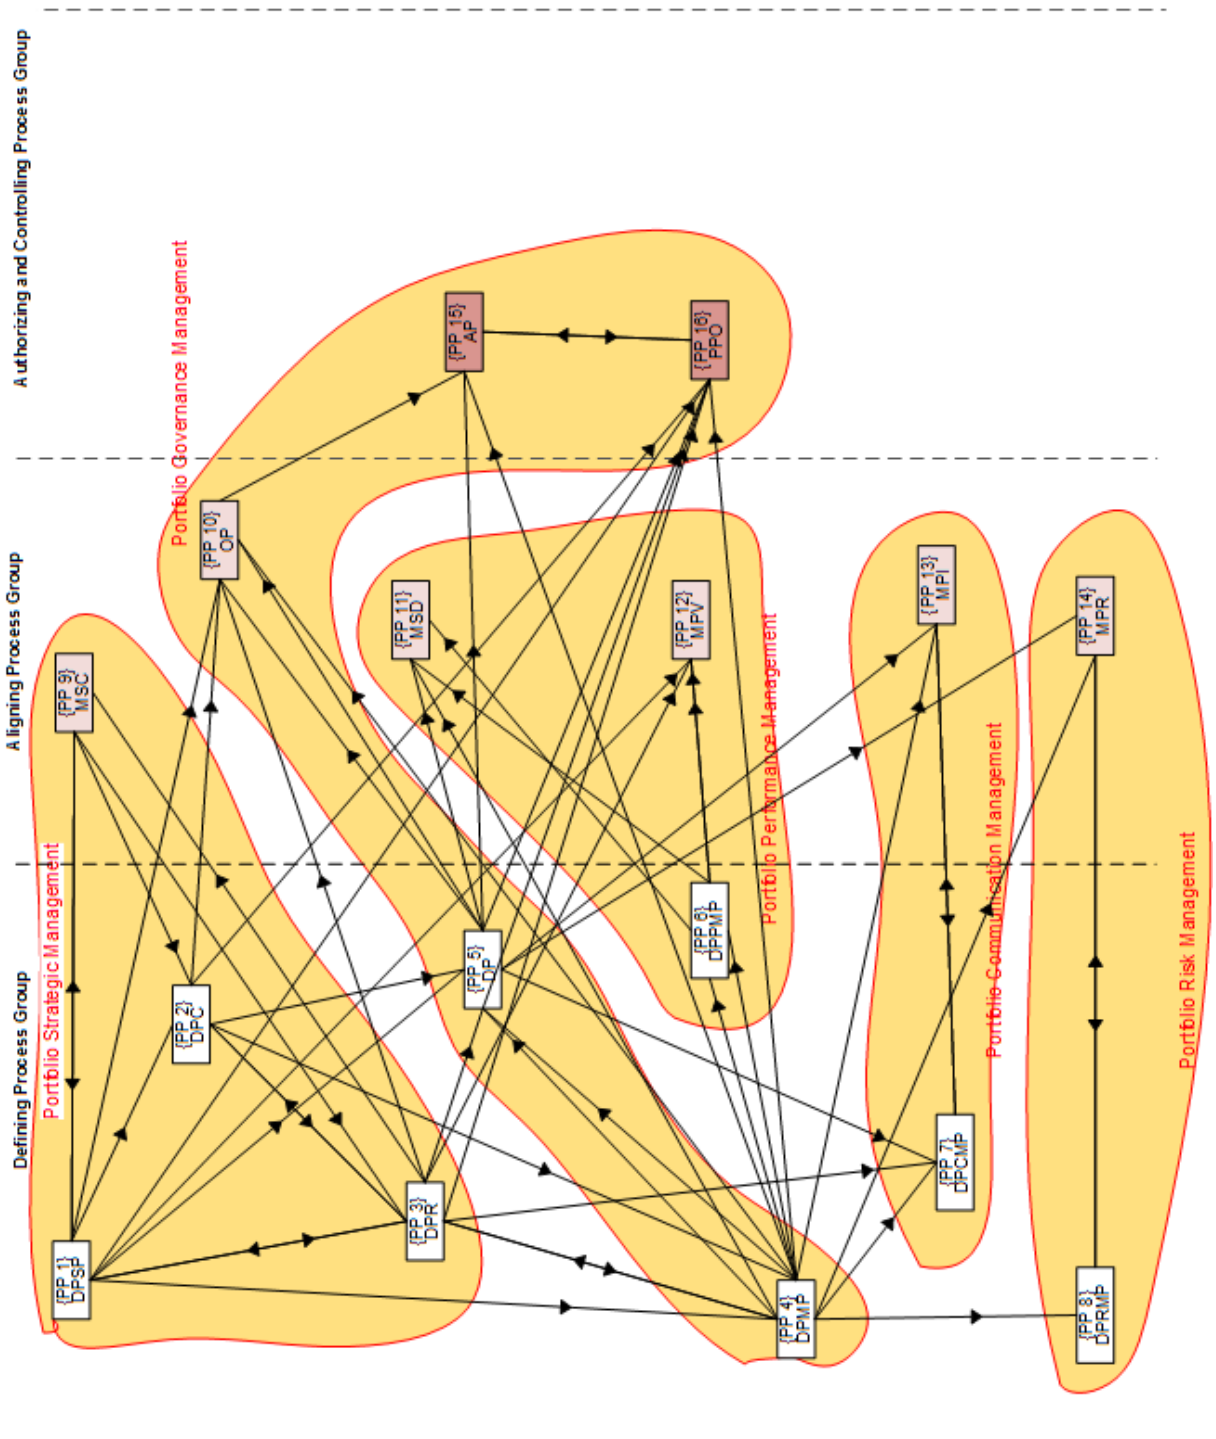 Authorizing and Controlling Process Group
Aligning Process Group
Defining Process Group
Portfolio Strategic Management
Portfolio Governance Management
Portfolio Performance Management
Portfolio Communication Management
Portfolio Risk Management
{PP 1}
DPSP
{PP 2}
DPC
{PP 3}
DPR
{PP 4}
DPMP
{PP 5}
DP
{PP 6}
DPPMP
{PP 7}
DPCMP
{PP 8}
DPRMP
{PP 9}
MSC
{PP 10}
OP
{PP 11}
MSD
{PP 12}
MPV
{PP 13}
MPI
{PP 14}
MPR
{PP 15}
AP
{PP 16}
PPO